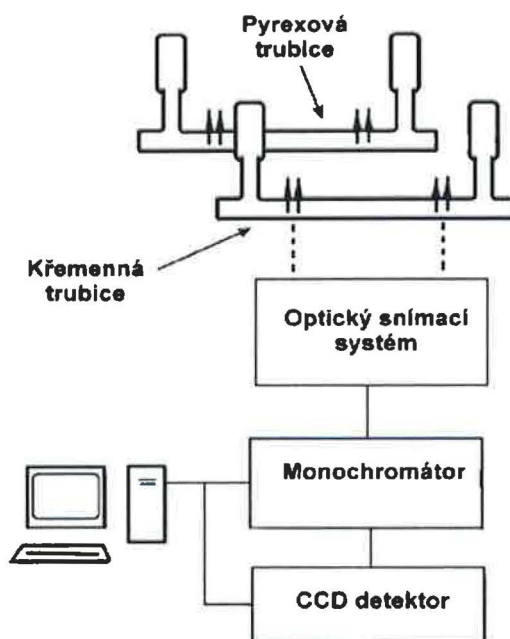 Pyrexová
trubice
Křemenná
trubice
Optický snímací
systém
Monochromátor
CCD detektor